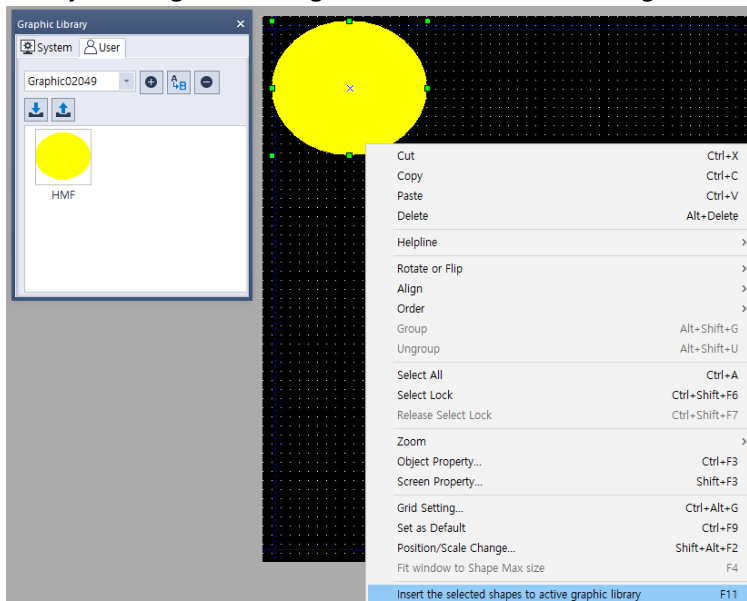 Graphic Library
System User
Graphic02049
A B
HMF
Cut Ctrl+X
Copy Ctrl+C
Paste Ctrl+V
Delete Alt+Delete
Helpline
Rotate or Flip
Align
Order
Group Alt+Shift+G
Ungroup Alt+Shift+U
Select All Ctrl+A
Select Lock Ctrl+Shift+F6
Release Select Lock Ctrl+Shift+F7
Zoom
Object Property... Ctrl+F3
Screen Property... Shift+F3
Grid Setting... Ctrl+Alt+G
Set as Default Ctrl+F9
Position/Scale Change... Shift+Alt+F2
Fit window to Shape Max size F4
Insert the selected shapes to active graphic library F11